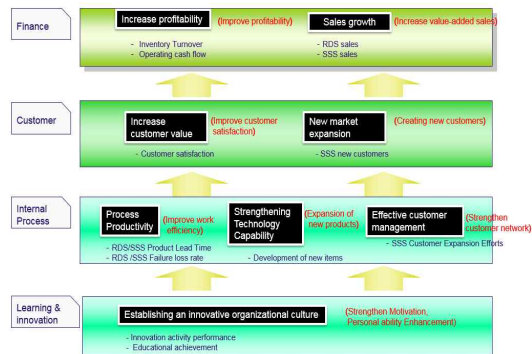 Finance
Increase profitability
(Improve profitability)
Sales growth
(Increase value-added sales)
- Inventory Turnover
- Operating cash flow
- RDS sales
- SSS sales
Customer
Increase
customer value
(Improve customer
satisfaction)
New market
expansion
(Creating new customers)
- Customer satisfaction
- SSS new customers
Internal
Process
Process
Productivity
(Improve work
efficiency)
Strengthening
Technology
Capability
(Expansion of
new products)
Effective customer
management
(Strengthen
customer network)
- RDS/SSS Product Lead Time
- RDS /SSS Failure loss rate
- Development of new items
- SSS Customer Expansion Efforts
Learning &
innovation
Establishing an innovative organizational culture
(Strengthen Motivation,
Personal ability Enhancement)
- Innovation activity performance
- Educational achievement